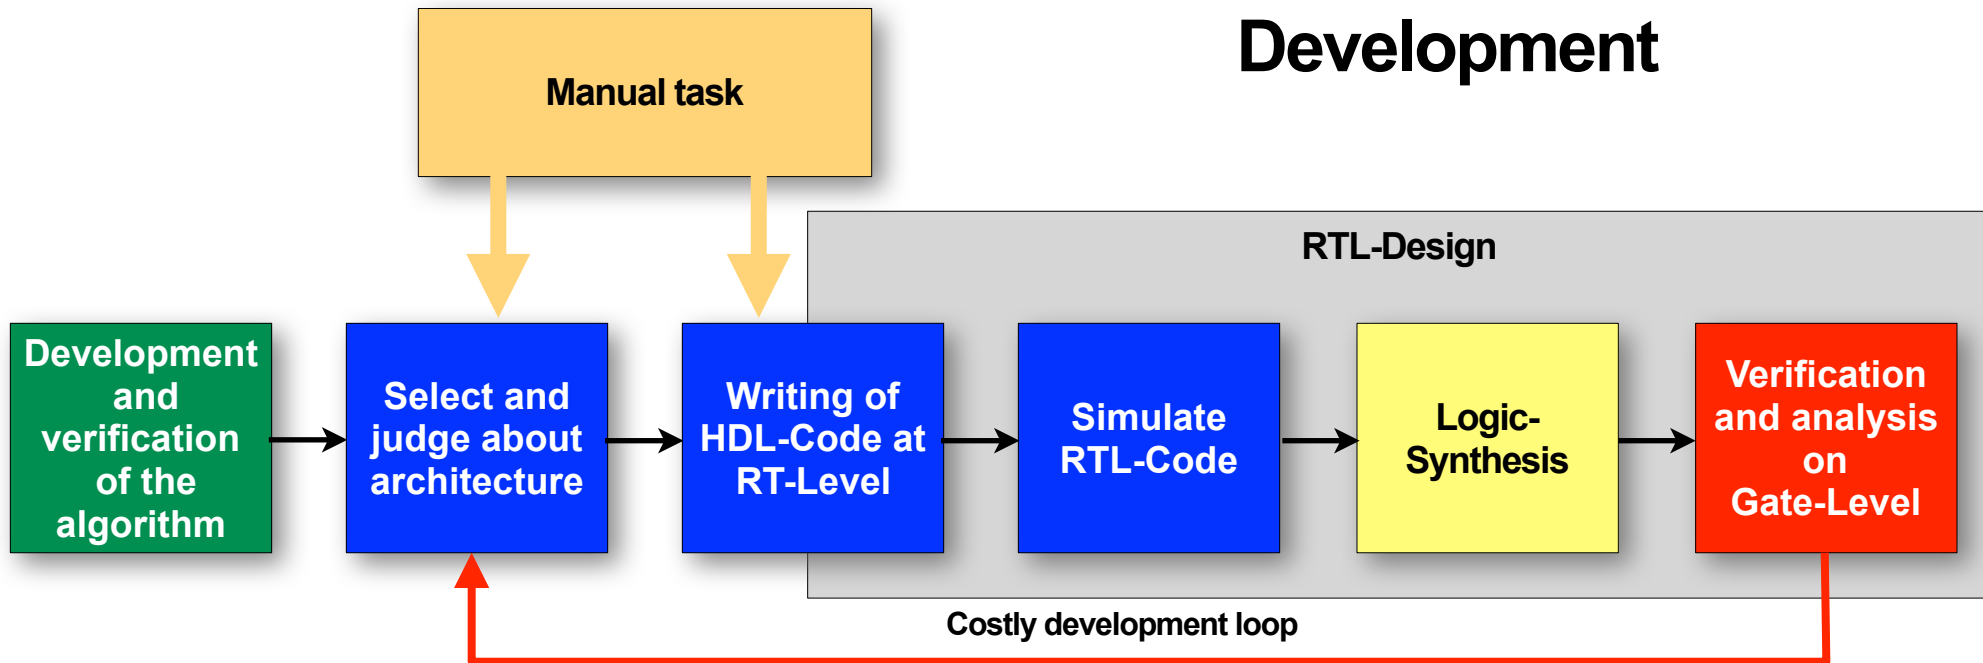 Development
Manual task
RTL-Design
Development
and
verification
of the
algorithm
Select and
judge about
architecture
Writing of
HDL-Code at
RT-Level
Simulate
RTL-Code
Logic-
Synthesis
Verification
and analysis
on
Gate-Level
Costly development loop